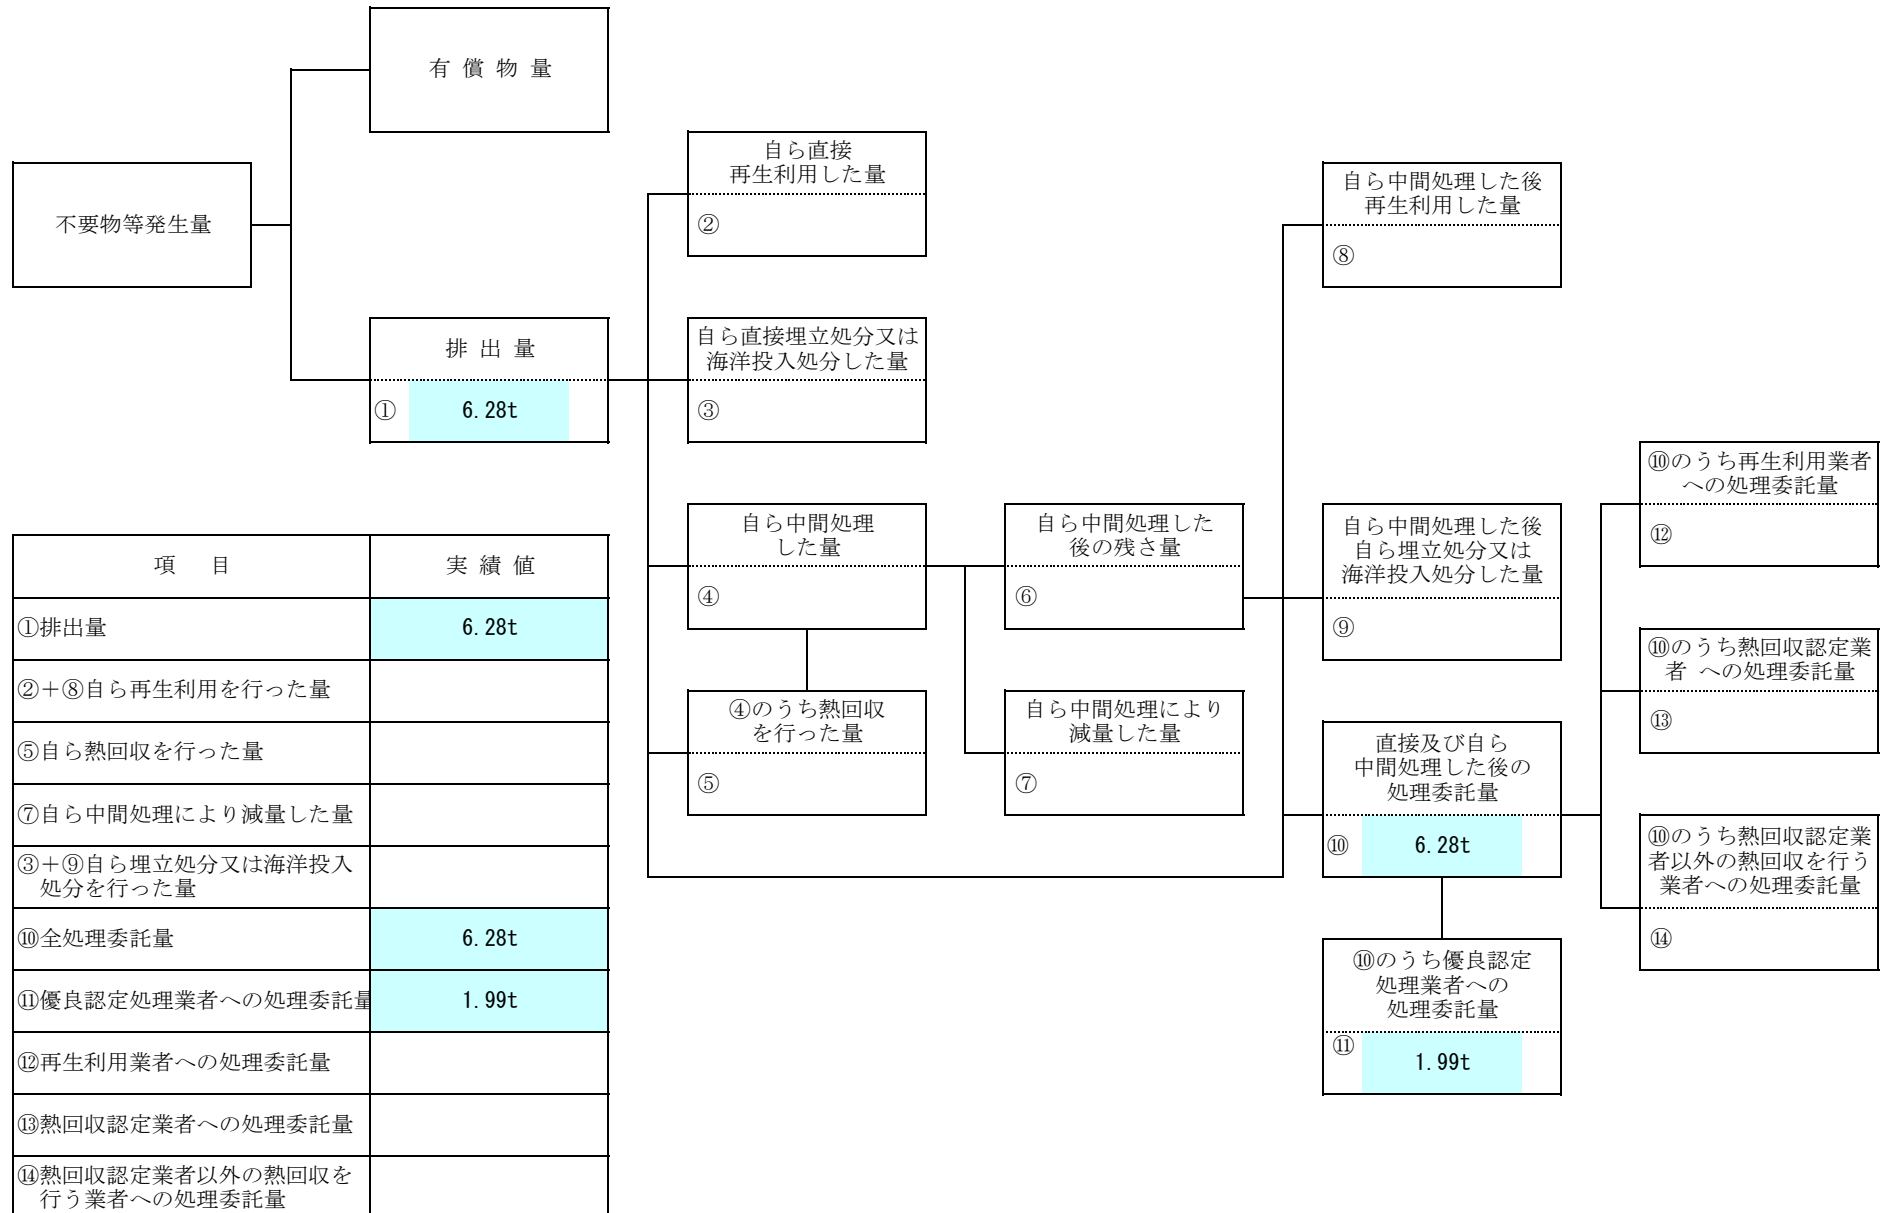 有 償 物 量
不要物等発生量
排 出 量
① 6.28t
自ら直接
再生利用した量
②
自ら直接埋立処分又は
海洋投入処分した量
③
自ら中間処理
した量
④
④のうち熱回収
を行った量
⑤
自ら中間処理した
後の残さ量
⑥
自ら中間処理により
減量した量
⑦
自ら中間処理した後
再生利用した量
⑧
自ら中間処理した後
自ら埋立処分又は
海洋投入処分した量
⑨
直接及び自ら
中間処理した後の
処理委託量
⑩ 6.28t
⑩のうち優良認定
処理業者への
処理委託量
⑪ 1.99t
⑩のうち再生利用業者
への処理委託量
⑫
⑩のうち熱回収認定業
者 への処理委託量
⑬
⑩のうち熱回収認定業
者以外の熱回収を行う
業者への処理委託量
⑭
項 目 実 績 値
①排出量 6.28t
②＋⑧自ら再生利用を行った量
⑤自ら熱回収を行った量
⑦自ら中間処理により減量した量
③＋⑨自ら埋立処分又は海洋投入
処分を行った量
⑩全処理委託量 6.28t
⑪優良認定処理業者への処理委託量 1.99t
⑫再生利用業者への処理委託量
⑬熱回収認定業者への処理委託量
⑭熱回収認定業者以外の熱回収を
行う業者への処理委託量